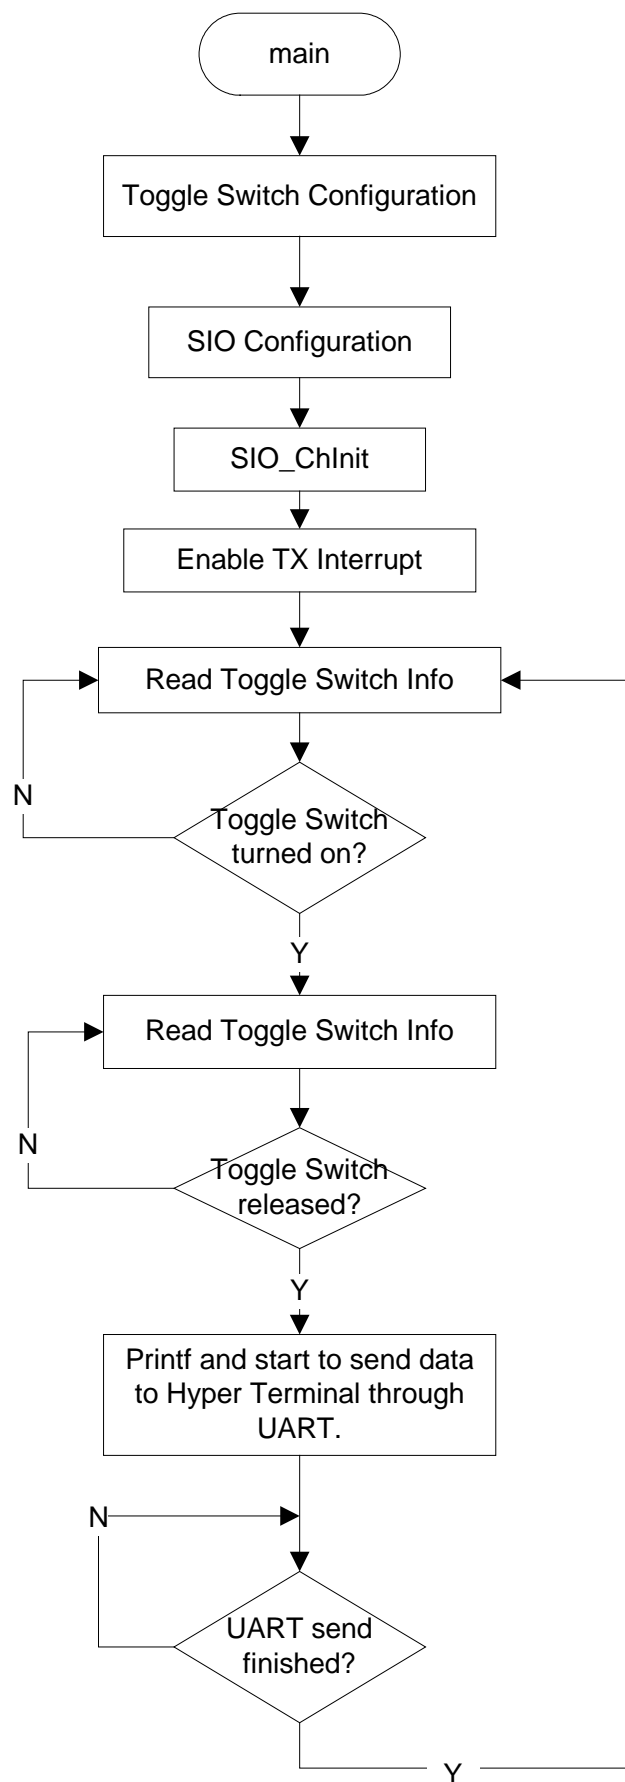 main
Toggle Switch Configuration
SIO Configuration
SIO_ChInit
Enable TX Interrupt
Read Toggle Switch Info
N
Toggle Switch
turned on?
Y
Read Toggle Switch Info
N
Toggle Switch
released?
Y
Printf and start to send data
to Hyper Terminal through
UART.
N
UART send
finished?
Y